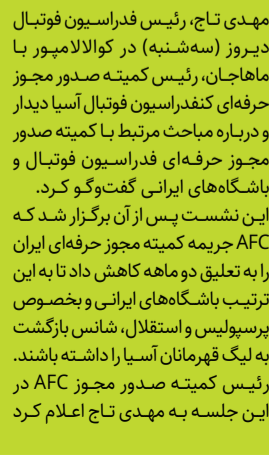 مهدی تاج، رئیس فدراسیون فوتبال
دیروز (سه‌شنبه) در کوالالامپور با
ماهاجان، رئیس کمیته صدور مجوز
حرفه‌ای کنفدراسیون فوتبال آسیا دیدار
و درباره مباحث مرتبط با کمیته صدور
مجوز حرفه‌ای فدراسیون فوتبال و
باشگاه‌های ایرانی گفت‌وگو کرد.
این نشست پس از آن برگزار شد که
AFC جریمه کمیته مجوز حرفه‌ای ایران
را به تعلیق دو ماهه کاهش داد تا به این
ترتیب باشگاه‌های ایرانی و بخصوص
پرسپولیس و استقلال، شانس بازگشت
به لیگ قهرمانان آسیا را داشته باشند.
رئیس کمیته صدور مجوز AFC در
این جلسه به مهدی تاج اعلام کرد